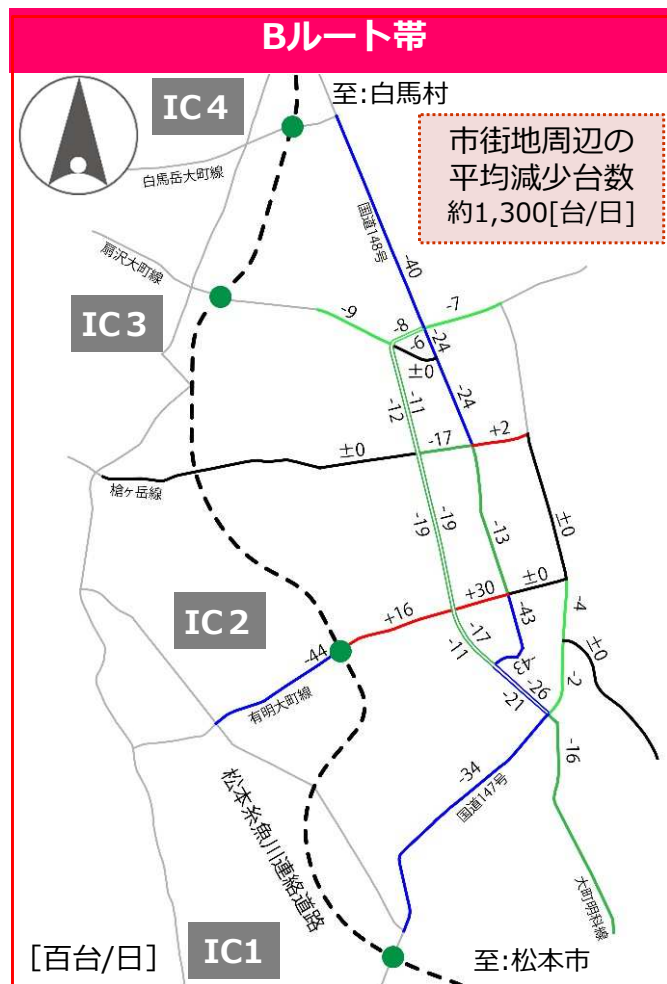 Bルート帯
IC4
至:白馬村
市街地周辺の
平均減少台数
約1,300[台/日]
白馬岳大町線
国道148号
-40
扇沢大町線
IC3
-9
-8
-7
-6
-24
±0
-11
-12
-24
±0
-17
+2
槍ヶ岳線
-19
-19
-13
±0
IC2
+16
+30
±0
-44
-43
-4
-17
-11
±0
-43
-26
-2
-21
有明大町線
-16
-34
国道147号
松本糸魚川連絡道路
大町明科線
[百台/日]
IC1
至:松本市